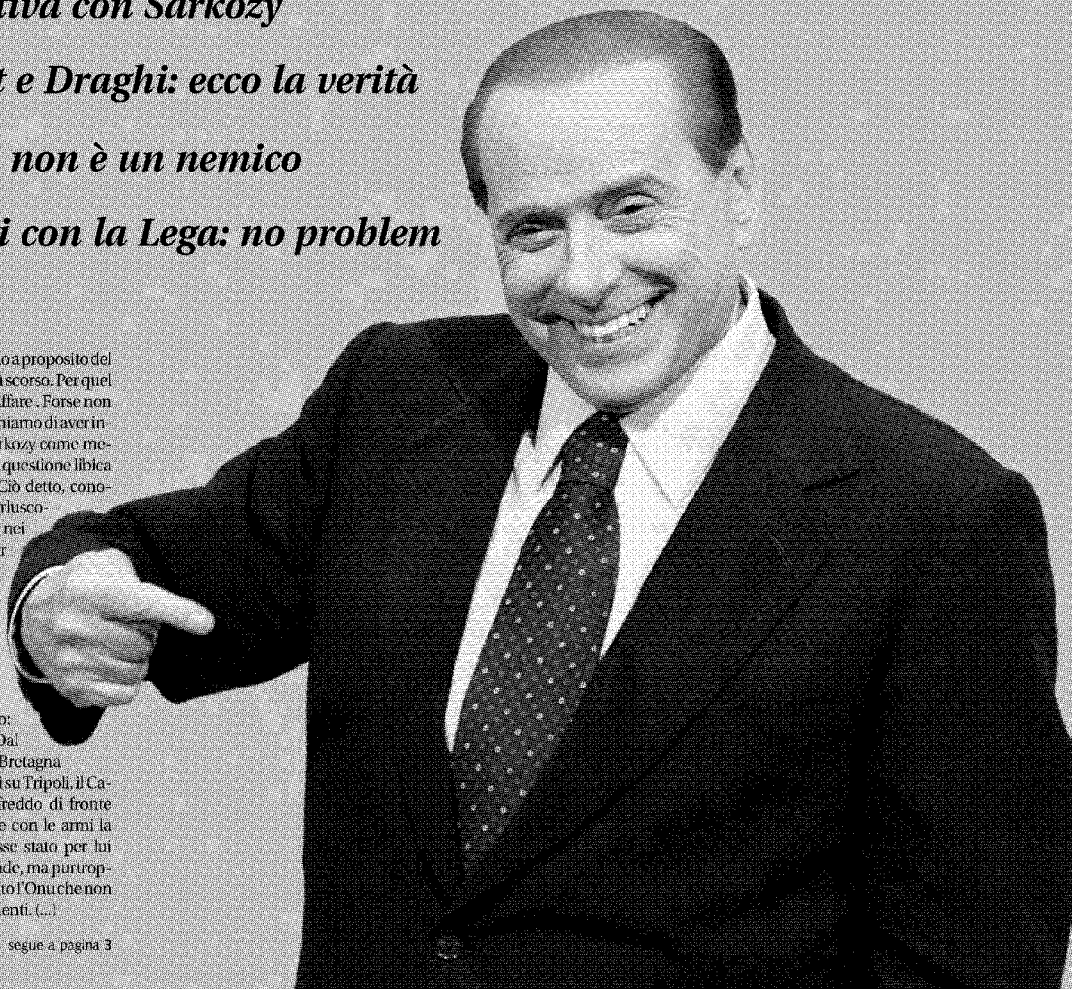 tiva con Sarkozy
t e Draghi: ecco la verità
non è un nemico
i con la Lega: no problem
o a proposito del
scorso. Per quel
ffare. Forse non
niamo di aver in-
rkozy come me-
questione libica
Ciò detto, cono-
rlusco-
nei
r
o:
Dal
Bretagna
i su Tripoli, il Ca-
freddo di fronte
e con le armi la
sse stato per lui
nde, ma purtrop-
to l'Onu che non
enti. (...)
segue a pagina 3